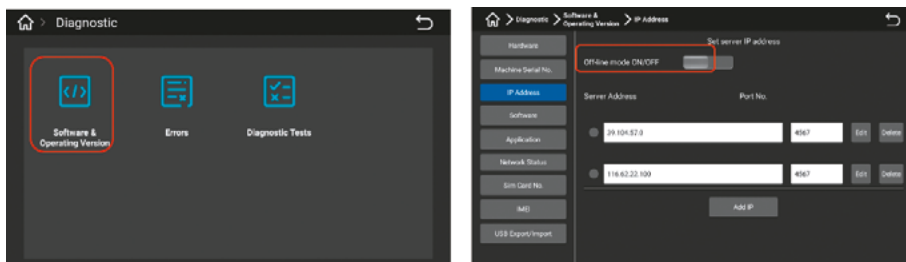 > Diagnostic
Software &
Operating Version
Errors
Diagnostic Tests
> Diagnostic > Software &
Operating Version > IP Address
Set server IP address
Hardware
Off-line mode ON/OFF
Machine Serial No.
IP Address
Server Address
Port No.
Software
39.104.57.0
4567
Edit
Delete
Application
Network Status
116.62.22.100
4567
Edit
Delete
Sim Card No.
IMEI
Add IP
USB Export/Import